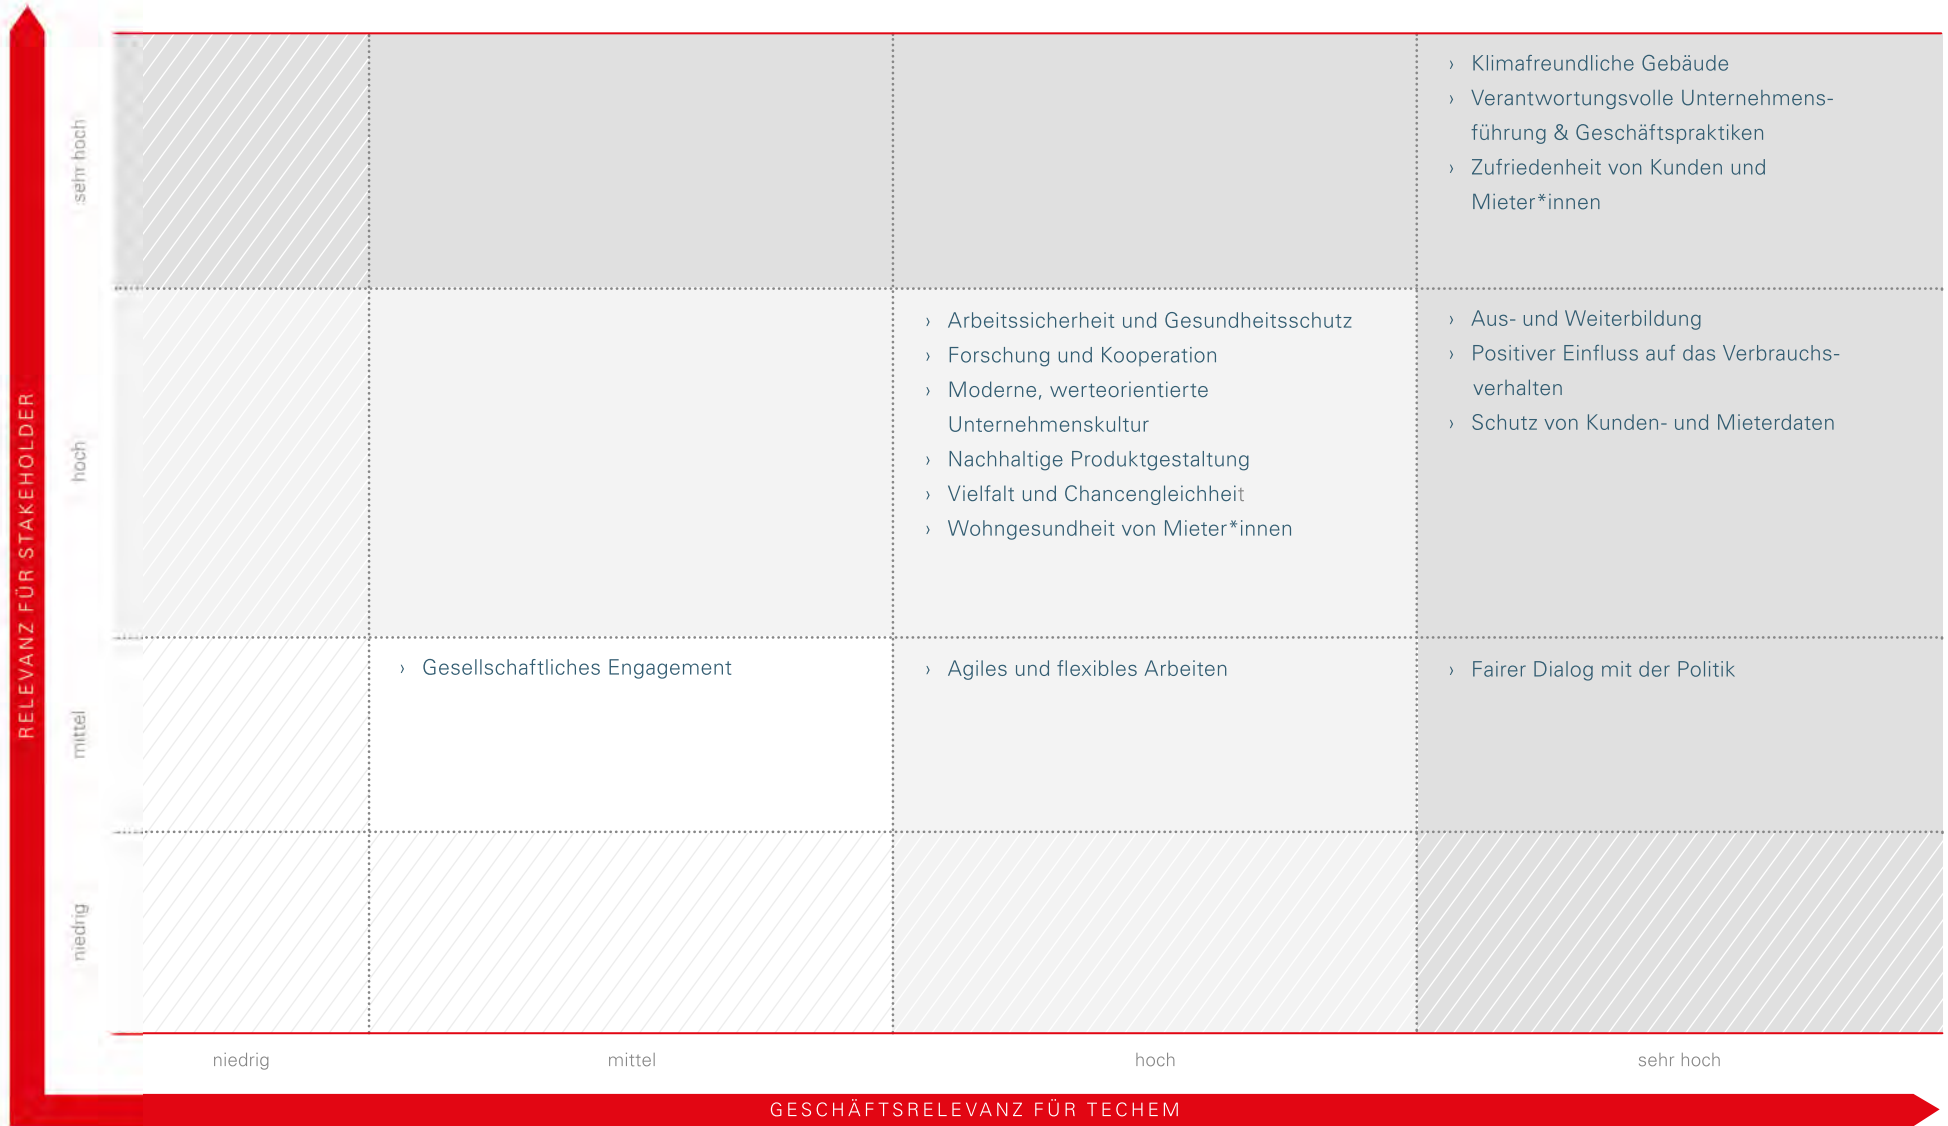 RELEVANZ FÜR STAKEHOLDER
sehr hoch
› Klimafreundliche Gebäude
› Verantwortungsvolle Unternehmens-
führung & Geschäftspraktiken
› Zufriedenheit von Kunden und
Mieter*innen
hoch
› Arbeitssicherheit und Gesundheitsschutz
› Forschung und Kooperation
› Moderne, werteorientierte
Unternehmenskultur
› Nachhaltige Produktgestaltung
› Vielfalt und Chancengleichheit
› Wohngesundheit von Mieter*innen
› Aus- und Weiterbildung
› Positiver Einfluss auf das Verbrauchs-
verhalten
› Schutz von Kunden- und Mieterdaten
mittel
› Gesellschaftliches Engagement
› Agiles und flexibles Arbeiten
› Fairer Dialog mit der Politik
niedrig
niedrig
mittel
hoch
sehr hoch
GESCHÄFTSRELEVANZ FÜR TECHEM